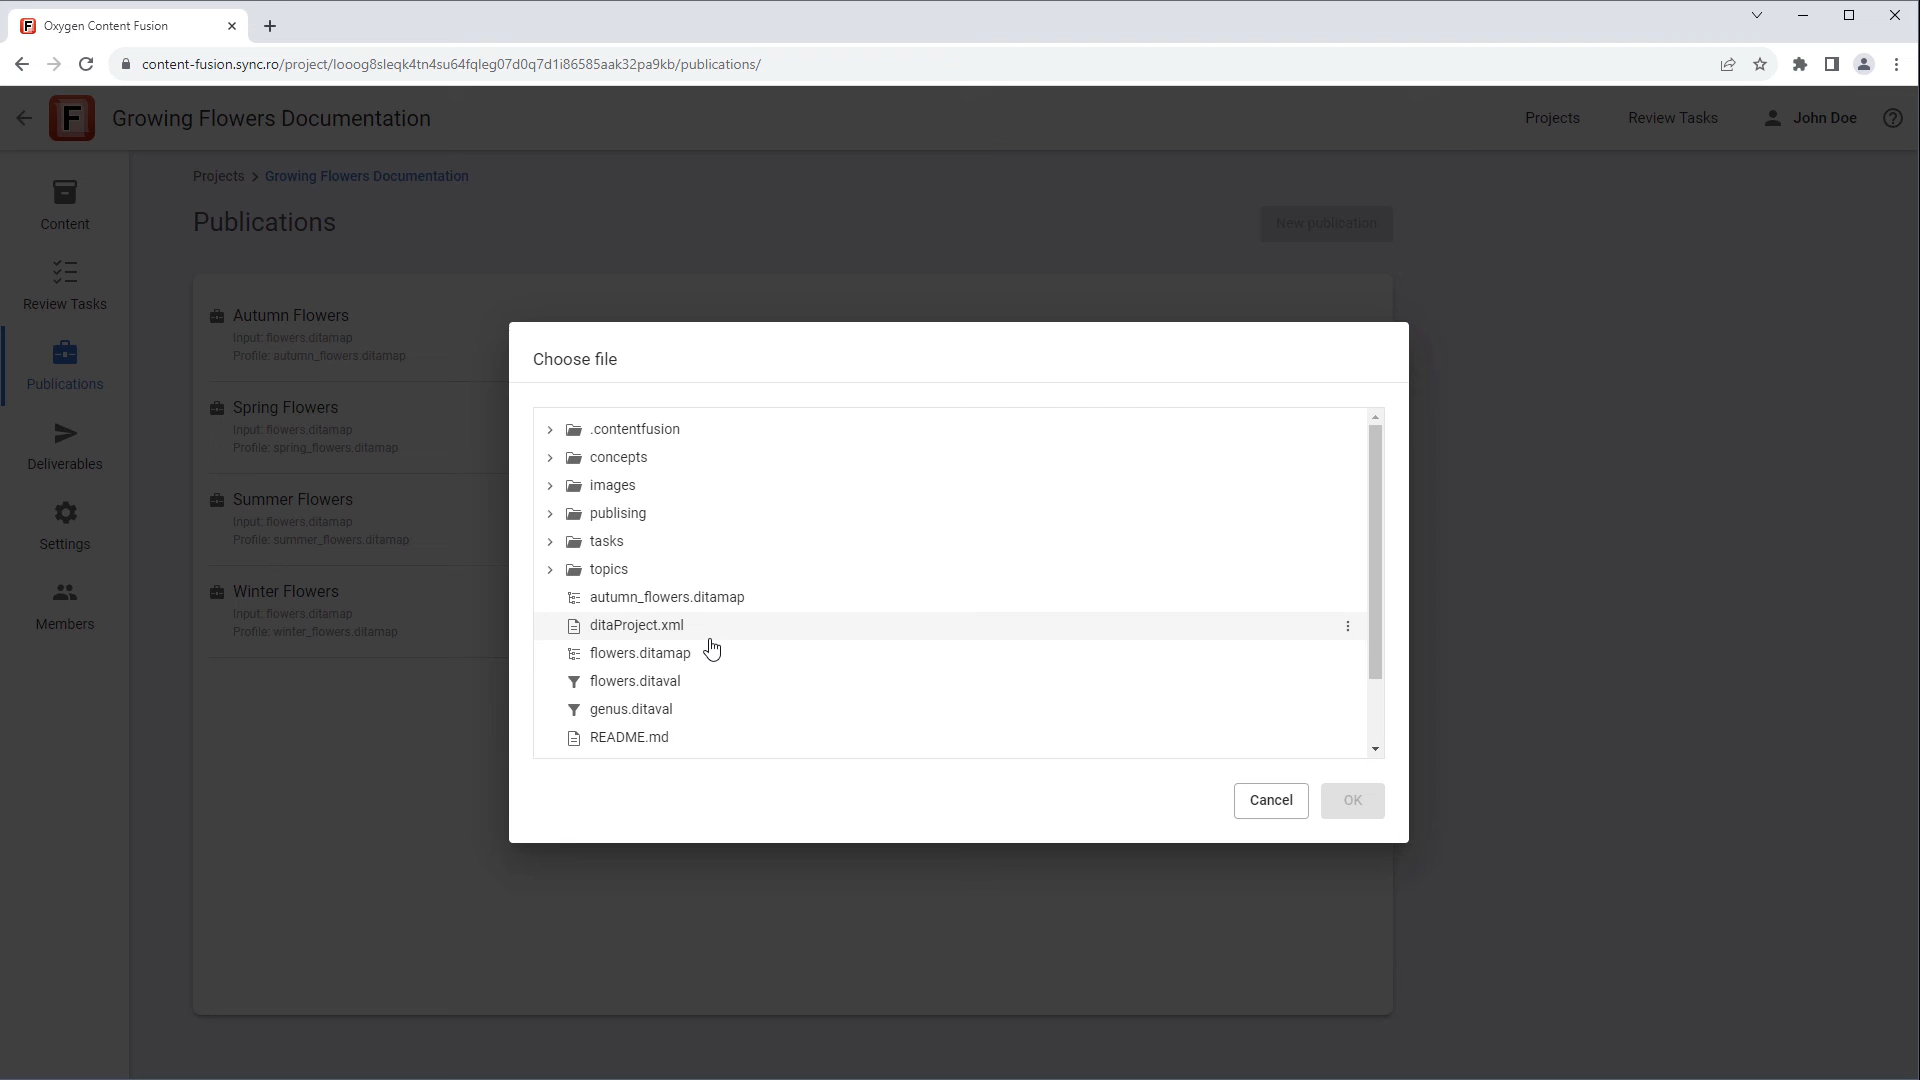 Oxygen Content Fusion
content-fusion.sync.ro/project/looog8sleqk4tn4su64fqleg07d0q7d1i86585aak32pa9kb/publications/
F Growing Flowers Documentation
Projects
Review Tasks
John Doe
Content
Review Tasks
Publications
Deliverables
Settings
Members
Projects > Growing Flowers Documentation
Publications
New publication
Autumn Flowers
Input: flowers.ditamap
Profile: autumn_flowers.ditamap
Spring Flowers
Input: flowers.ditamap
Profile: spring_flowers.ditamap
Summer Flowers
Input: flowers.ditamap
Profile: summer_flowers.ditamap
Winter Flowers
Input: flowers.ditamap
Profile: winter_flowers.ditamap
Choose file
.contentfusion
concepts
images
publising
tasks
topics
autumn_flowers.ditamap
ditaProject.xml
flowers.ditamap
flowers.ditaval
genus.ditaval
README.md
Cancel
OK